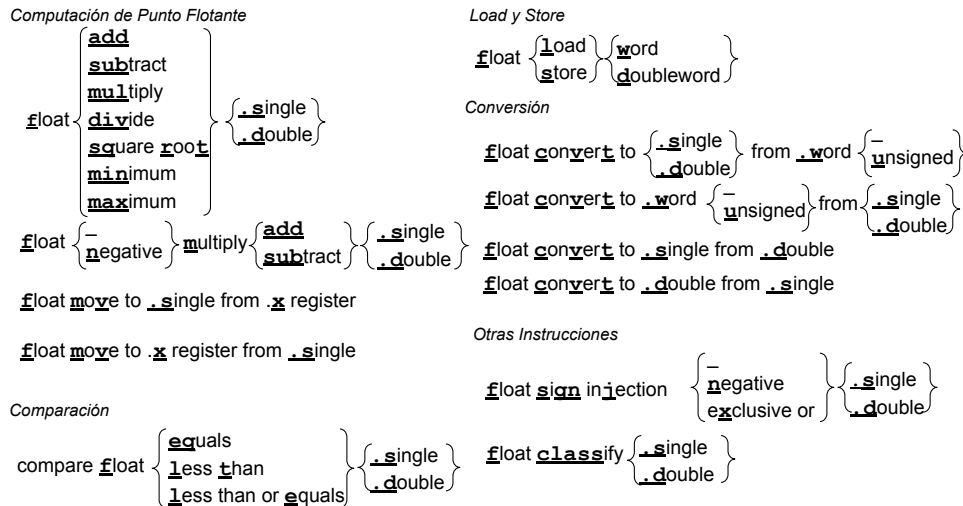 Computación de Punto Flotante
float
add
subtract
multiply
divide
square root
minimum
maximum
.single
.double
float
–
negative
multiply
add
subtract
.single
.double
float move to .single from .x register
float move to .x register from .single
Comparación
compare float
equals
less than
less than or equals
.single
.double
Load y Store
float
load
store
word
doubleword
Conversión
float convert to
.single
.double
from .word
–
unsigned
float convert to .word
–
unsigned
from
.single
.double
float convert to .single from .double
float convert to .double from .single
Otras Instrucciones
float sign injection
–
negative
exclusive or
.single
.double
float classify
.single
.double